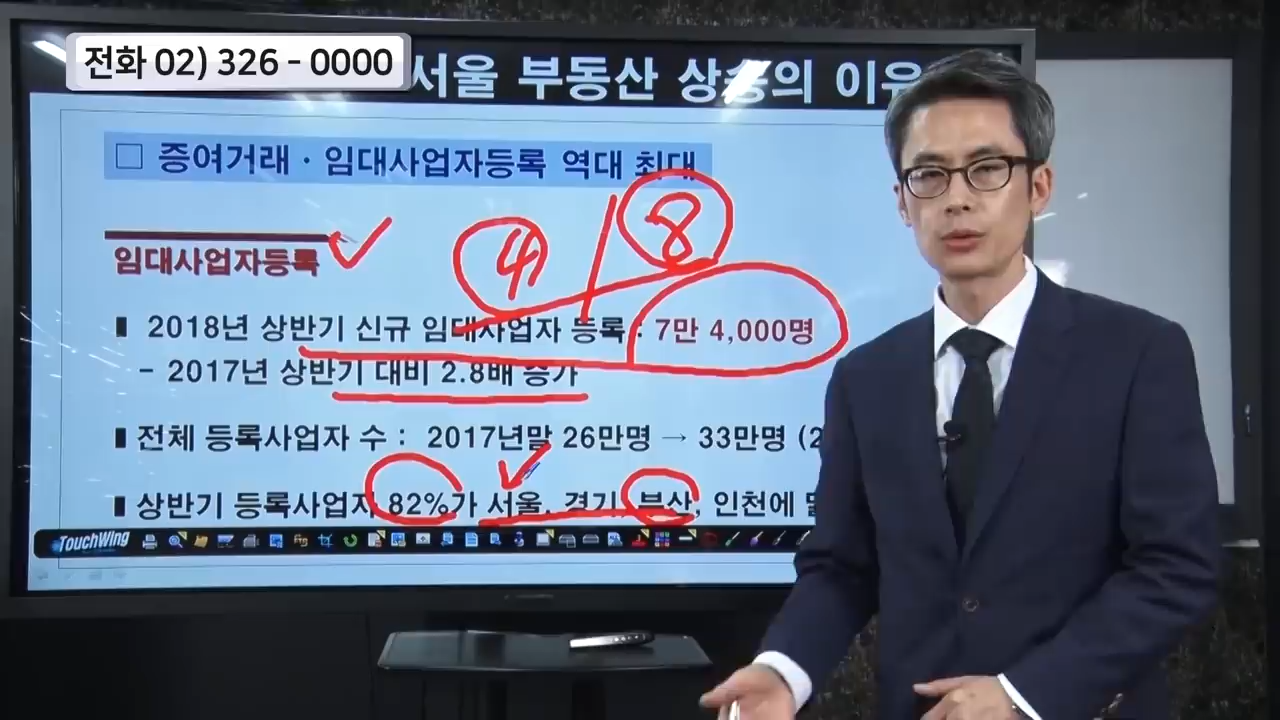 전화 02) 326 - 0000
서울 부동산 상승의 이유
□ 증여거래 · 임대사업자등록 역대 최대
4 8
임대사업자등록
2018년 상반기 신규 임대사업자 등록 : 7만 4,000명
- 2017년 상반기 대비 2.8배 증가
전체 등록사업자 수 : 2017년말 26만명 → 33만명 (2
상반기 등록사업자 82%가 서울, 경기, 부산, 인천에
TouchWing